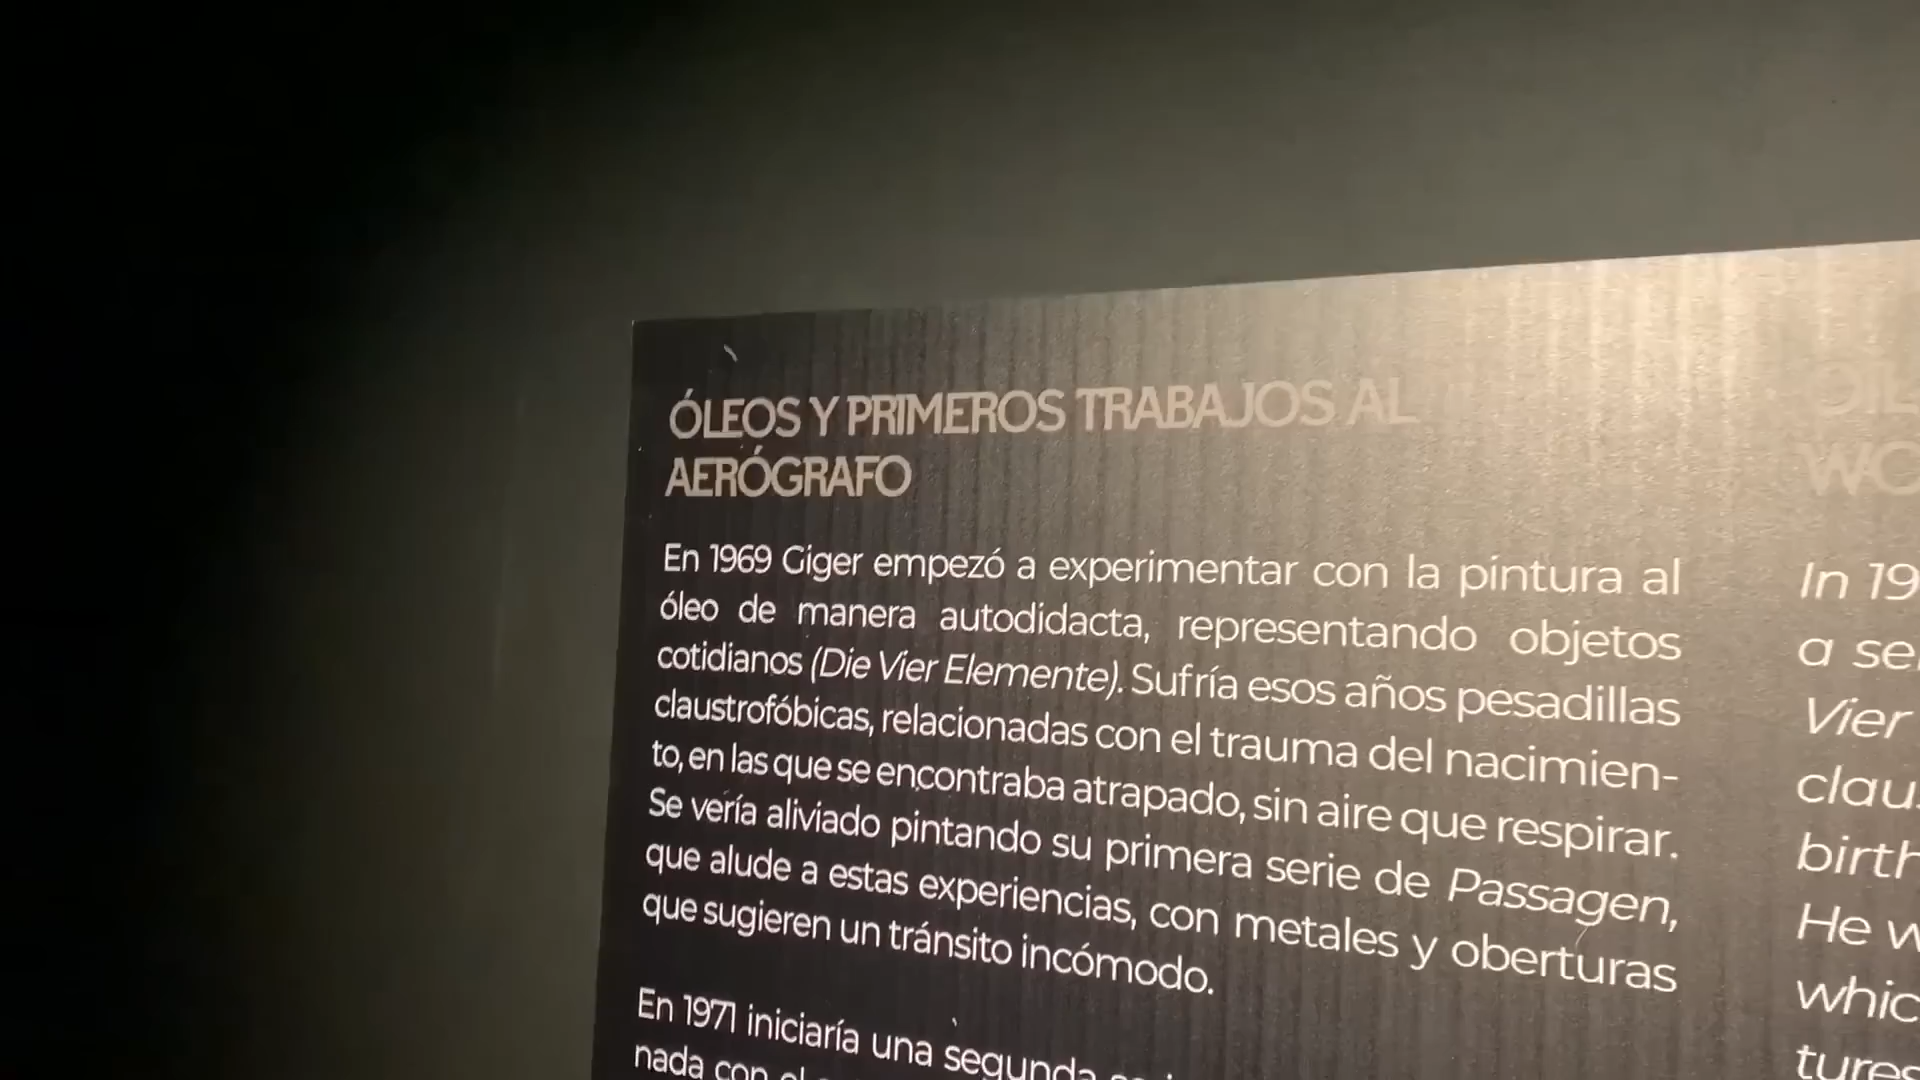 ÓLEOS Y PRIMEROS TRABAJOS AL
AERÓGRAFO
En 1969 Giger empezó a experimentar con la pintura al
óleo de manera autodidacta, representando objetos
cotidianos (Die Vier Elemente). Sufría esos años pesadillas
claustrofóbicas, relacionadas con el trauma del nacimien-
to, en las que se encontraba atrapado, sin aire que respirar.
Se vería aliviado pintando su primera serie de Passagen,
que alude a estas experiencias, con metales y oberturas
que sugieren un tránsito incómodo.
En 1971 iniciaría una segunda
nada con
In 19
a se
Vier
clau
birth
He w
whic
tures